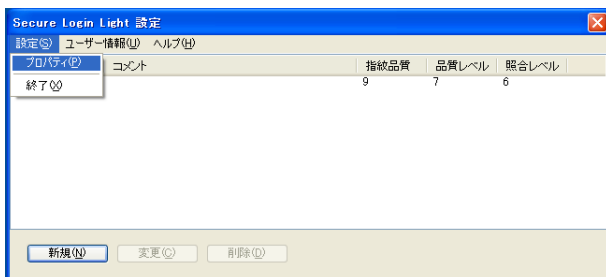 Secure Login Light 設定
設定(S) ユーザー情報(U) ヘルプ(H)
プロパティ(P) コメント 指紋品質 品質レベル 照合レベル
終了(X) 9 7 6
新規(N) 変更(C) 削除(D)